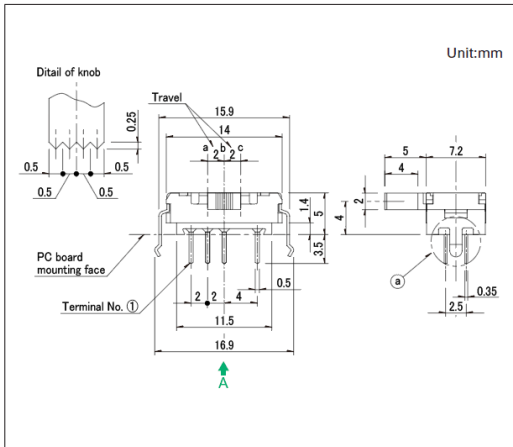 Unit:mm
Ditail of knob
Travel
15.9
14
a b c
2 2
0.25
0.5 0.5
0.5 0.5
5
4
7.2
2
4
1.4
5
3.5
PC board
mounting face
Terminal No. ①
2 2 4
0.5
11.5
16.9
A
a
0.35
2.5